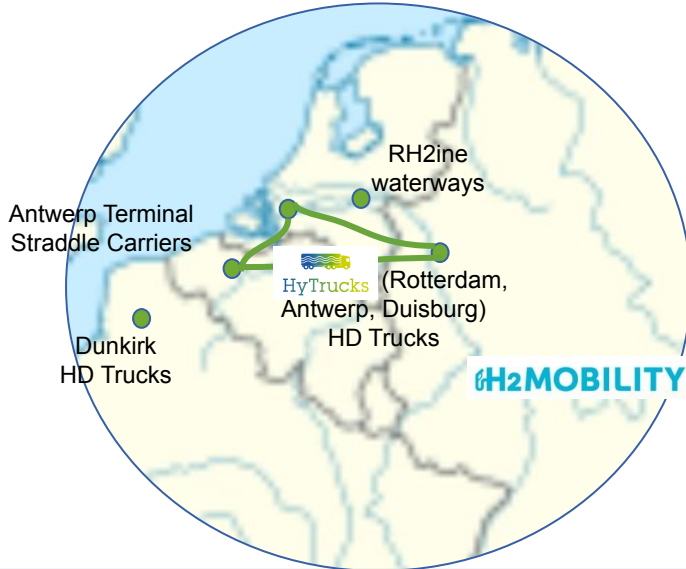 RH2ine
waterways
Antwerp Terminal
Straddle Carriers
HyTrucks (Rotterdam,
Antwerp, Duisburg)
HD Trucks
Dunkirk
HD Trucks
H2MOBILITY